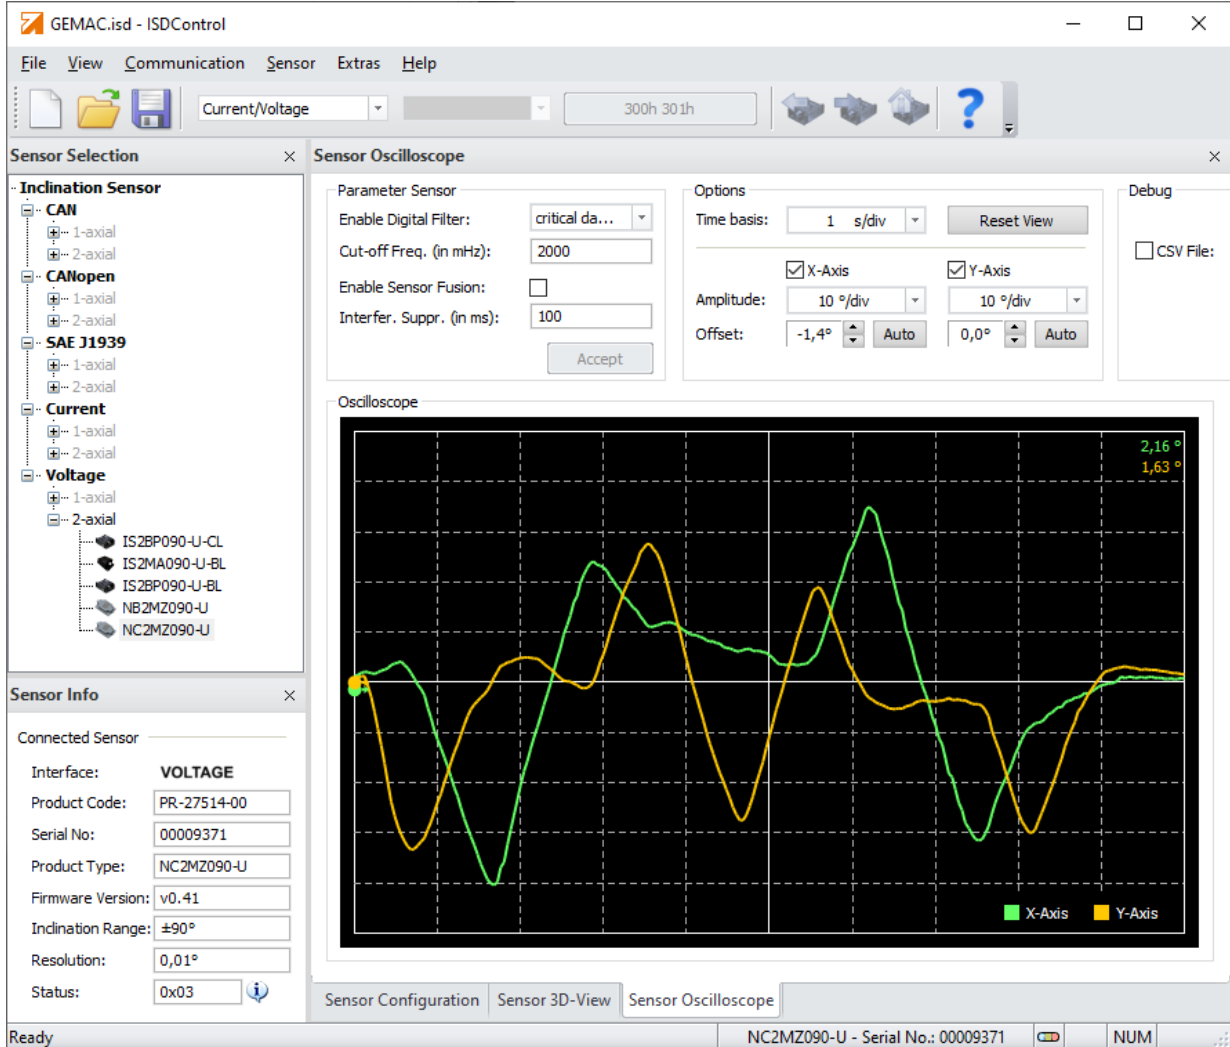 GEMAC.isd - ISDControl
File View Communication Sensor Extras Help
Current/Voltage
300h 301h
Sensor Selection
Inclination Sensor
CAN
1-axial
2-axial
CANopen
1-axial
2-axial
SAE J1939
1-axial
2-axial
Current
1-axial
2-axial
Voltage
1-axial
2-axial
IS2BP090-U-CL
IS2MA090-U-BL
IS2BP090-U-BL
NB2MZ090-U
NC2MZ090-U
Sensor Info
Connected Sensor
Interface: VOLTAGE
Product Code: PR-27514-00
Serial No: 00009371
Product Type: NC2MZ090-U
Firmware Version: v0.41
Inclination Range: ±90°
Resolution: 0,01°
Status: 0x03
Sensor Oscilloscope
Parameter Sensor
Enable Digital Filter: critical da...
Cut-off Freq. (in mHz): 2000
Enable Sensor Fusion:
Interfer. Suppr. (in ms): 100
Accept
Options
Time basis: 1 s/div Reset View
X-Axis Y-Axis
Amplitude: 10 °/div 10 °/div
Offset: -1,4° Auto 0,0° Auto
Debug
CSV File:
Oscilloscope
2,16 °
1,63 °
X-Axis Y-Axis
Sensor Configuration Sensor 3D-View Sensor Oscilloscope
Ready NC2MZ090-U - Serial No.: 00009371 NUM